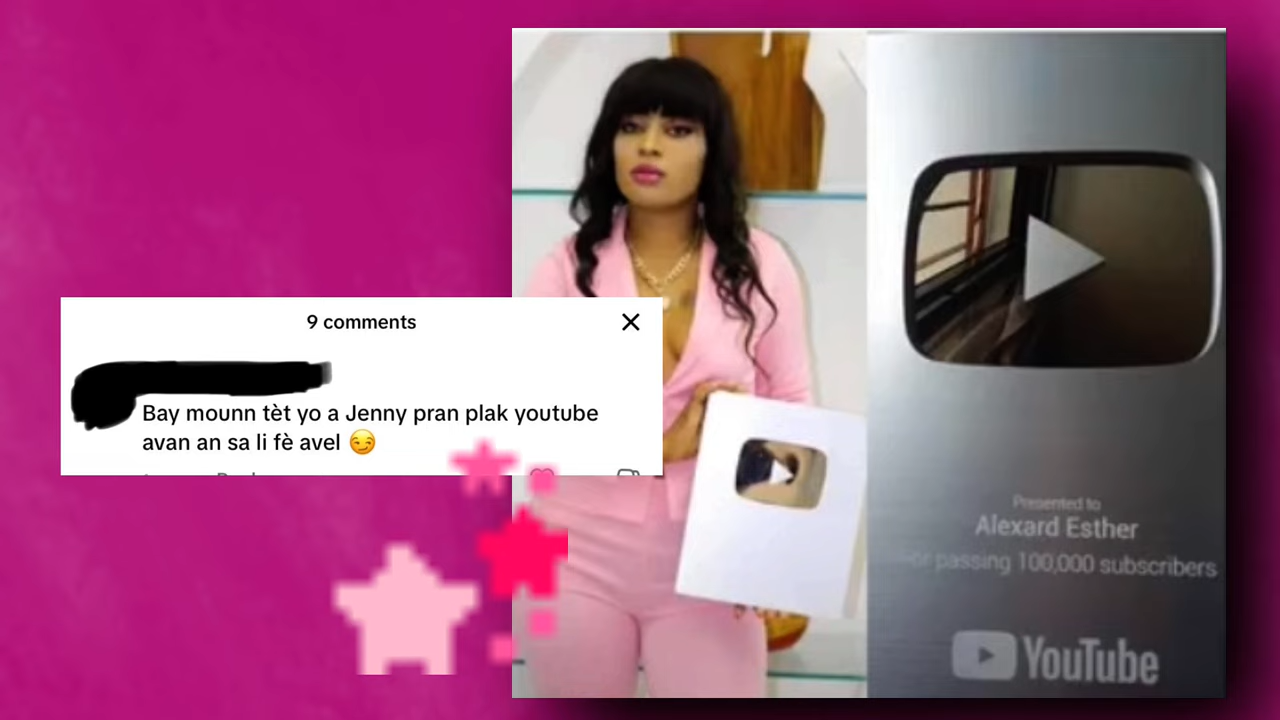 9 comments
Bay mounn tèt yo a Jenny pran plak youtube
avan an sa li fè avel 😏
Presented to
Alexard Esther
For passing 100,000 subscribers
YouTube